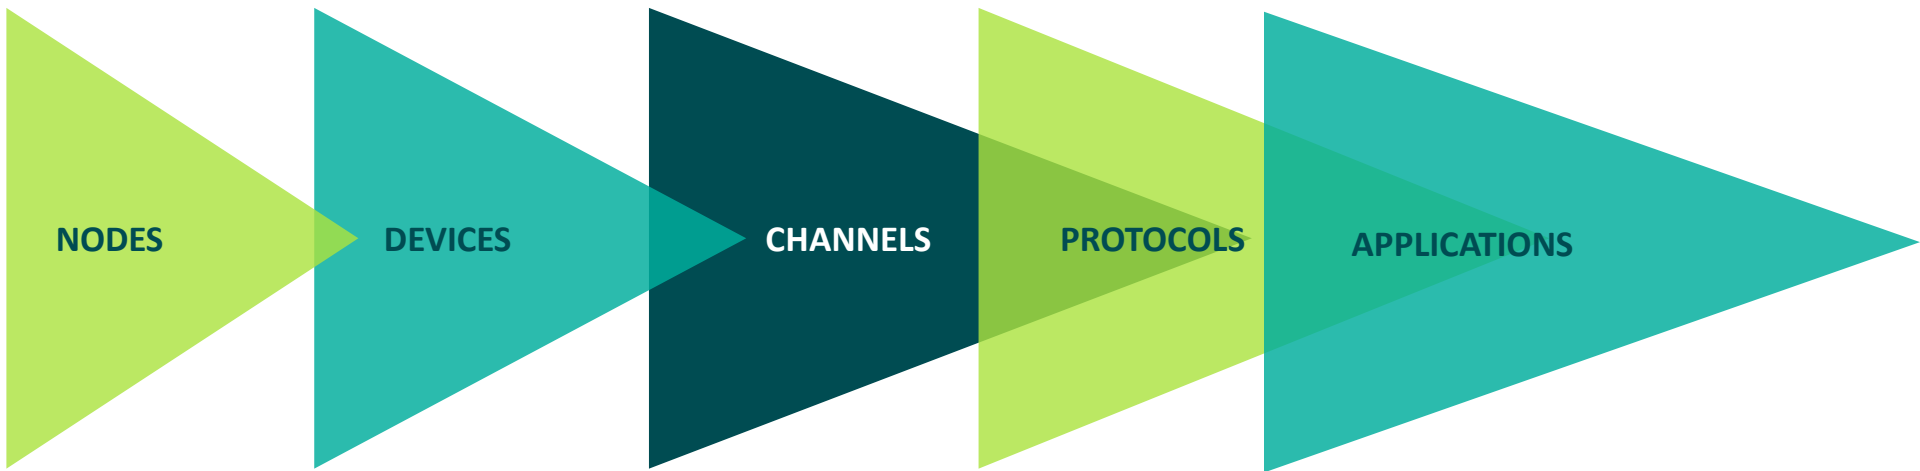 NODES
DEVICES
CHANNELS
PROTOCOLS
APPLICATIONS